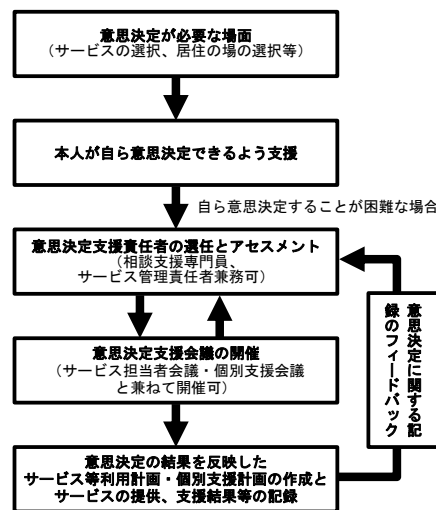 意思決定が必要な場面
（サービスの選択、居住の場の選択等）
本人が自ら意思決定できるよう支援
自ら意思決定することが困難な場合
意思決定支援責任者の選任とアセスメント
（相談支援専門員、
サービス管理責任者兼務可）
意思決定支援会議の開催
（サービス担当者会議・個別支援会議
と兼ねて開催可）
意思決定の結果を反映した
サービス等利用計画・個別支援計画の作成と
サービスの提供、支援結果等の記録
意思決定に関する記
録のフィードバック